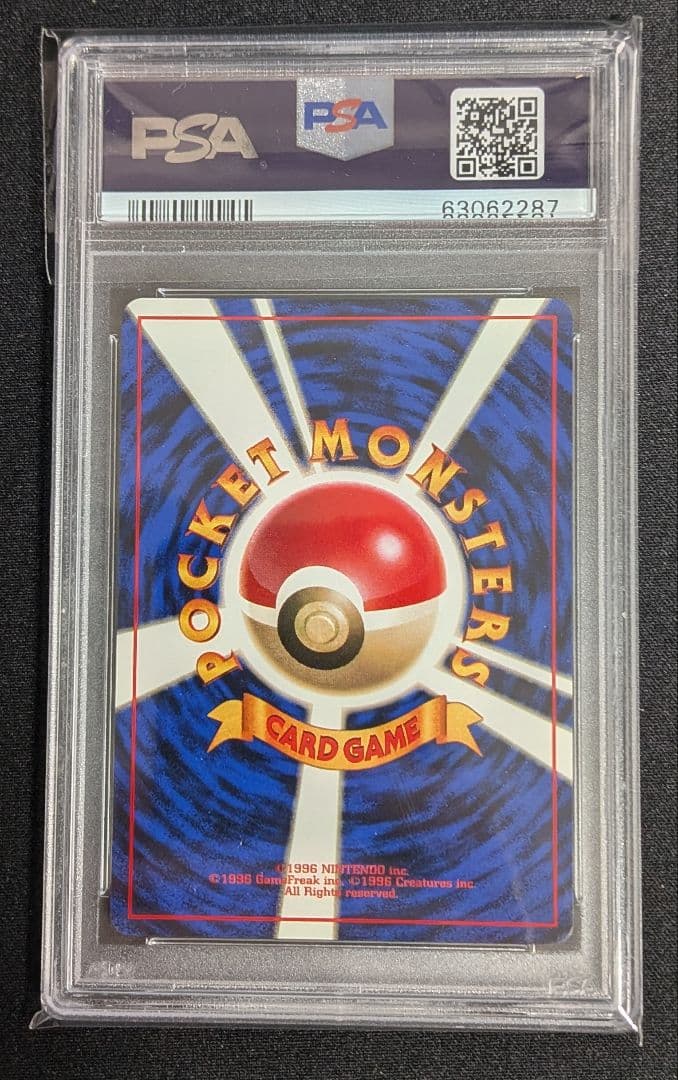 PSA PSA
63062287
POCKET MONSTERS
CARD GAME
©1996 NINTENDO inc.
©1996 GameFreak inc. ©1996 Creatures inc.
All Rights reserved.
PSA